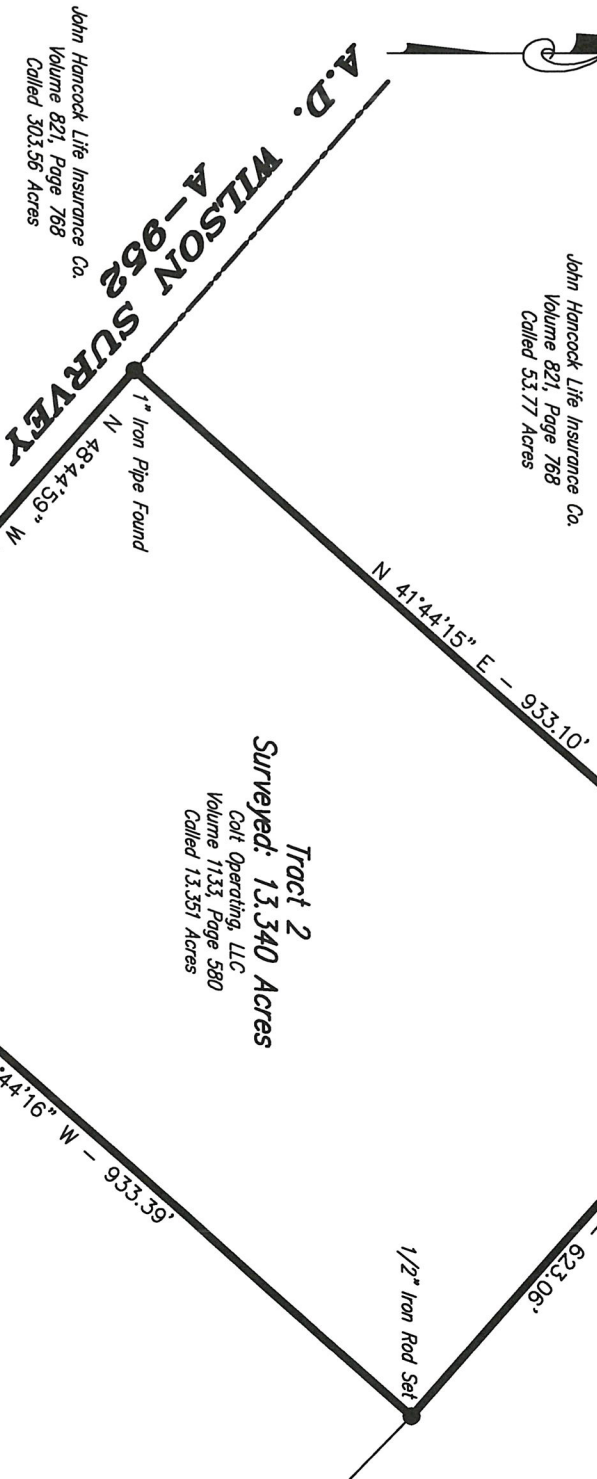 John Hancock Life Insurance Co.
Volume 821, Page 768
Called 53.77 Acres
N 41°44'15" E - 933.10'
- 623.06'
A.D. WILSON SURVEY
A-952
1" Iron Pipe Found
Tract 2
Surveyed: 13.340 Acres
Colt Operating, LLC
Volume 1133, Page 580
Called 13.351 Acres
1/2" Iron Rod Set
John Hancock Life Insurance Co.
Volume 821, Page 768
Called 303.56 Acres
N 48°44'59" W
°44'16" W - 933.39'